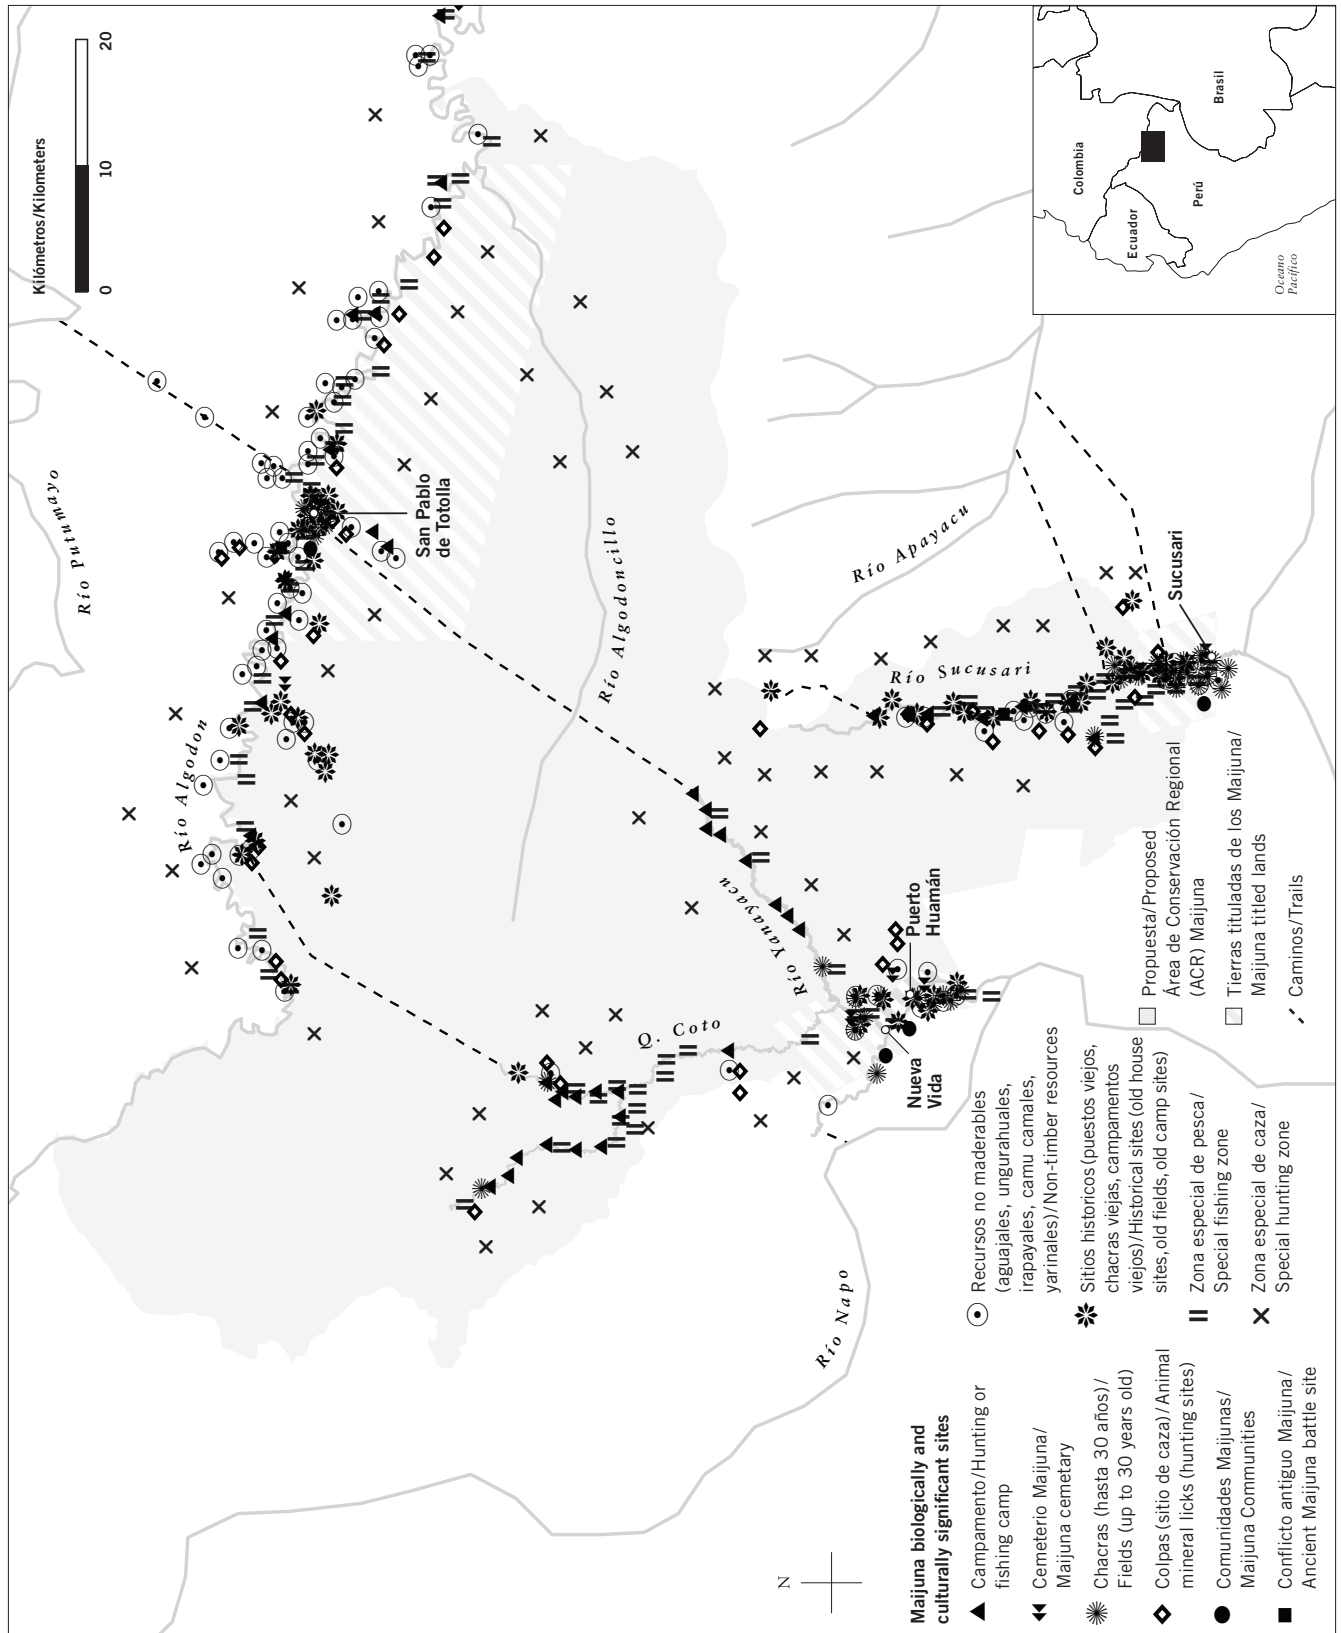 Kilómetros/Kilometers
0
10
20
Río Putumayo
Río Algodon
San Pablo
de Totolla
Río Algodoncillo
Río Apayacu
Río Sucusari
Sucusari
Río Yanayacu
Puerto
Huamán
Q. Coto
Nueva
Vida
Río Napo
N
Colombia
Ecuador
Perú
Brasil
Oceano
Pacífico
Maijuna biologically and
culturally significant sites
Campamento/Hunting or
fishing camp
Cemeterio Maijuna/
Maijuna cemetary
Chacras (hasta 30 años)/
Fields (up to 30 years old)
Colpas (sitio de caza)/Animal
mineral licks (hunting sites)
Comunidades Maijunas/
Maijuna Communities
Conflicto antiguo Maijuna/
Ancient Maijuna battle site
Recursos no maderables
(aguajales, ungurahuales,
irapayales, camu camales,
yarinales)/Non-timber resources
Sitios historicos (puestos viejos,
chacras viejas, campamentos
viejos)/Historical sites (old house
sites, old fields, old camp sites)
Zona especial de pesca/
Special fishing zone
Zona especial de caza/
Special hunting zone
Propuesta/Proposed
Área de Conservación Regional
(ACR) Maijuna
Tierras tituladas de los Maijuna/
Maijuna titled lands
Caminos/Trails